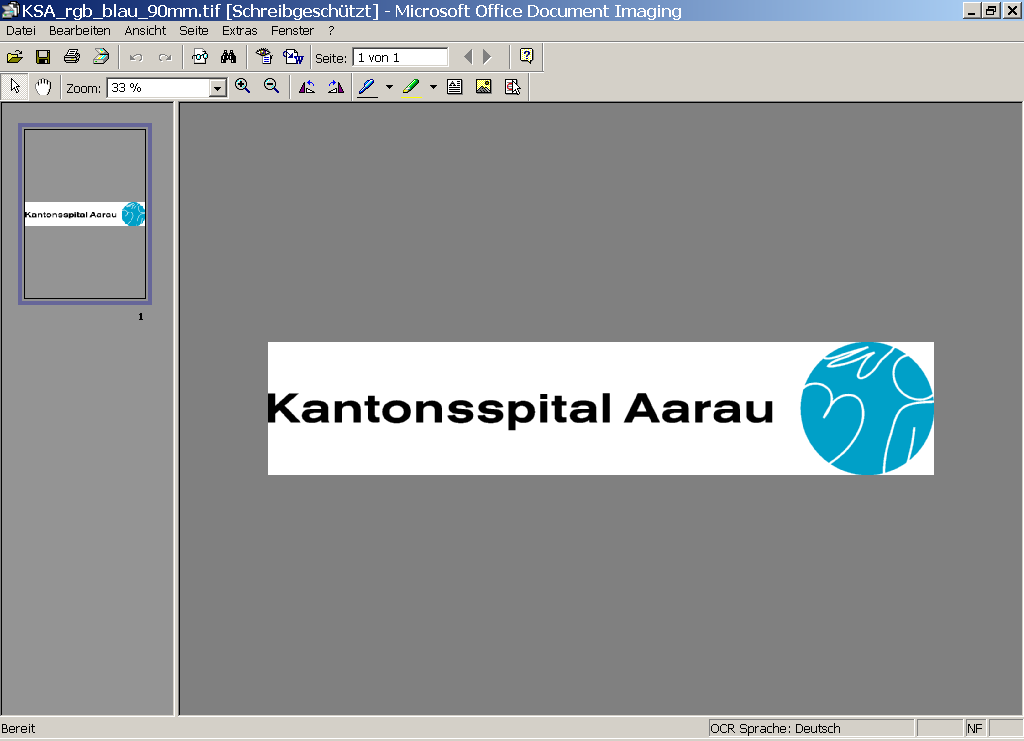 KSA_rgb_blau_90mm.tif [Schreibgeschützt] - Microsoft Office Document Imaging
Datei Bearbeiten Ansicht Seite Extras Fenster ?
Seite: 1 von 1
Zoom: 33 %
Kantonsspital Aarau
1
Kantonsspital Aarau
Bereit OCR Sprache: Deutsch NF